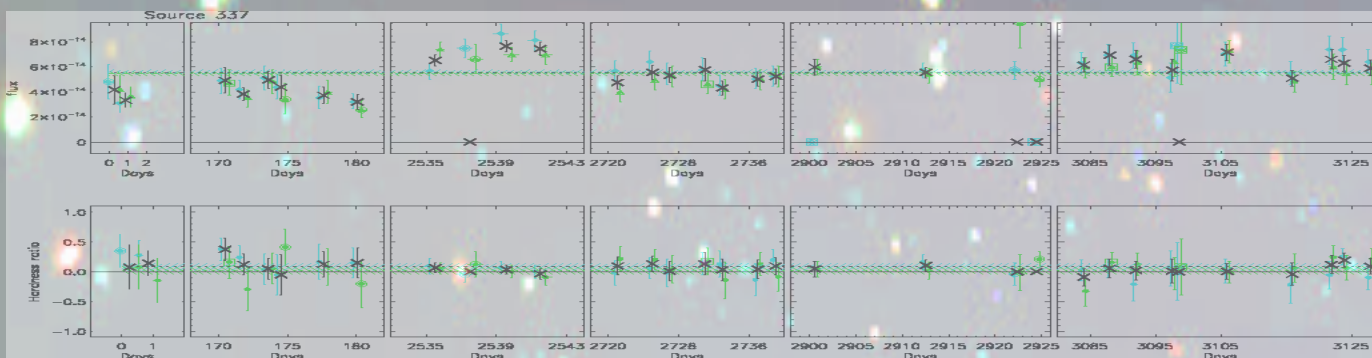 Source 337
8×10⁻¹⁴
6×10⁻¹⁴
4×10⁻¹⁴
2×10⁻¹⁴
0
flux
0 1 2
170 175 180
2535 2539 2543
2720 2728 2736
2900 2905 2910 2915 2920 2925
3085 3095 3105 3125
Days Days Days Days Days Days
1.0
0.5
0.0
−0.5
−1.0
Hardness ratio
0 1
170 175 180
2535 2539 2543
2720 2728 2736
2900 2905 2910 2915 2920 2925
3085 3095 3105 3125
Days Days Days Days Days Days